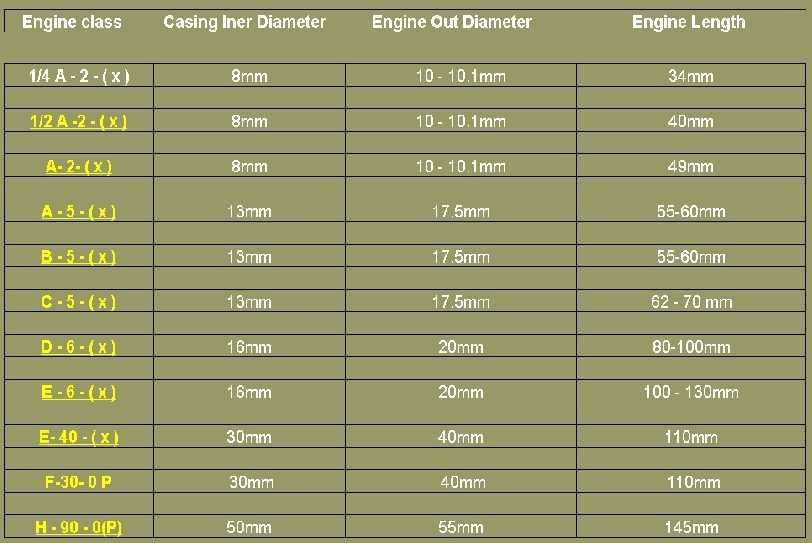 Engine class Casing Iner Diameter Engine Out Diameter Engine Length
1/4 A - 2 - ( x ) 8mm 10 - 10.1mm 34mm
1/2 A -2 - ( x ) 8mm 10 - 10.1mm 40mm
A- 2- ( x ) 8mm 10 - 10.1mm 49mm
A - 5 - ( x ) 13mm 17.5mm 55-60mm
B - 5 - ( x ) 13mm 17.5mm 55-60mm
C - 5 - ( x ) 13mm 17.5mm 62 - 70 mm
D - 6 - ( x ) 16mm 20mm 80-100mm
E - 6 - ( x ) 16mm 20mm 100 - 130mm
E- 40 - ( x ) 30mm 40mm 110mm
F-30- 0 P 30mm 40mm 110mm
H - 90 - 0(P) 50mm 55mm 145mm